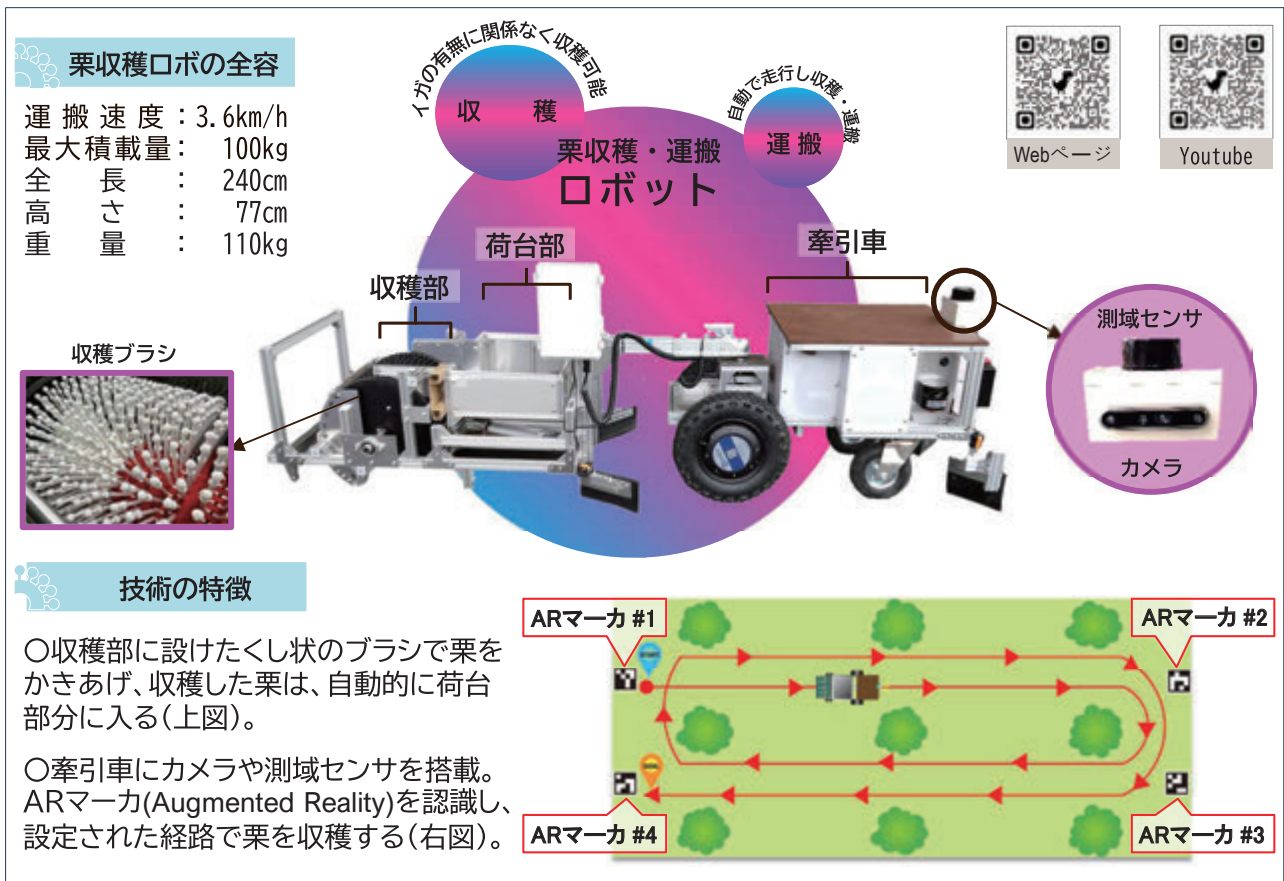 栗収穫ロボの全容
運搬速度：3.6km/h
最大積載量：　100kg
全　　長　：　240cm
高　　さ　：　77cm
重　　量　：　110kg
イガの有無に関係なく収穫可能
収　穫
自動で走行し収穫・運搬
運搬
栗収穫・運搬
ロボット
Webページ
Youtube
収穫部
荷台部
牽引車
収穫ブラシ
測域センサ
カメラ
技術の特徴
〇収穫部に設けたくし状のブラシで栗を
かきあげ、収穫した栗は、自動的に荷台
部分に入る（上図）。
〇牽引車にカメラや測域センサを搭載。
ARマーカ(Augmented Reality)を認識し、
設定された経路で栗を収穫する（右図）。
ARマーカ #1
ARマーカ #2
START
ARマーカ #4
ARマーカ #3